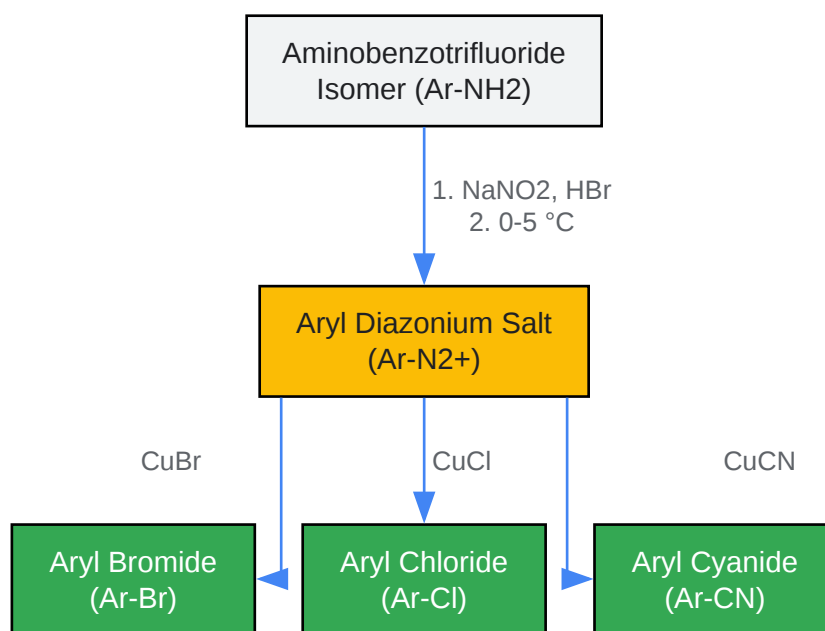 Aminobenzotrifluoride
Isomer (Ar-NH2)
1. NaNO2, HBr
2. 0-5 °C
Aryl Diazonium Salt
(Ar-N2+)
CuBr
CuCl
CuCN
Aryl Bromide
(Ar-Br)
Aryl Chloride
(Ar-Cl)
Aryl Cyanide
(Ar-CN)